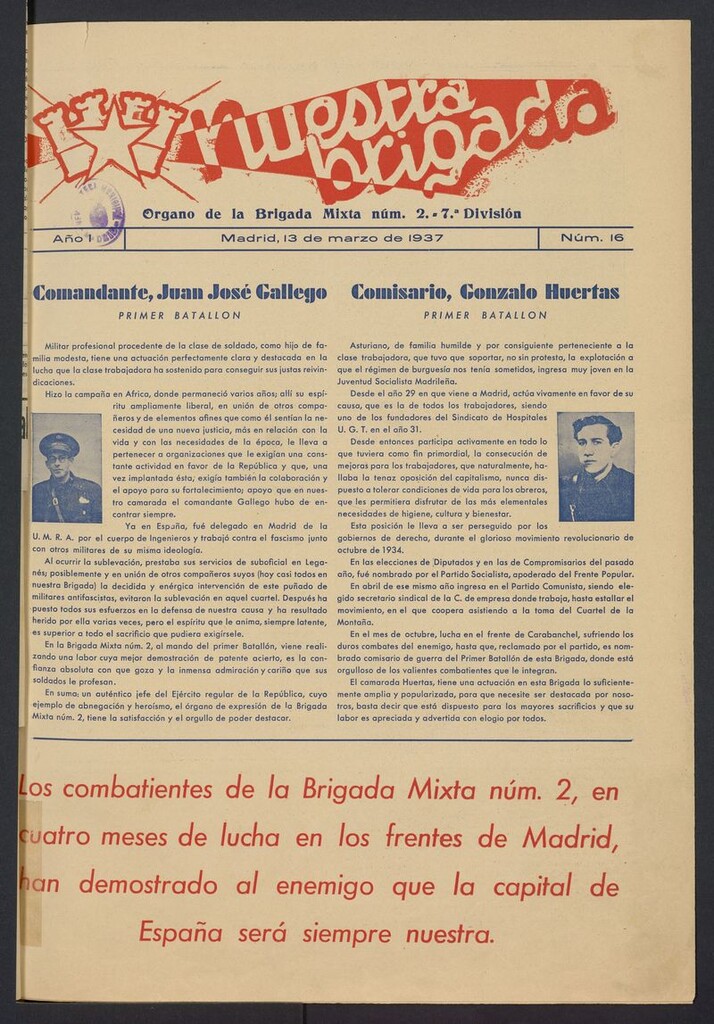 nuestra
brigada
Organo de la Brigada Mixta núm. 2.-7.ª División
Año I
Madrid, 13 de marzo de 1937
Núm. 16
Comandante, Juan José Gallego
PRIMER BATALLON
Militar profesional procedente de la clase de soldado, como hijo de fa-
milia modesta, tiene una actuación perfectamente clara y destacada en la
lucha que la clase trabajadora ha sostenido para conseguir sus justas reivin-
dicaciones.
Hizo la campaña en Africa, donde permaneció varios años; allí su espí-
ritu ampliamente liberal, en unión de otros compa-
ñeros y de elementos afines que como él sentían la ne-
cesidad de una nueva justicia, más en relación con la
vida y con las necesidades de la época, le lleva a
pertenecer a organizaciones que le exigían una cons-
tante actividad en favor de la República y que, una
vez implantada ésta, exigía también la colaboración y
el apoyo para su fortalecimiento; apoyo que en nues-
tro camarada el comandante Gallego hubo de en-
contrar siempre.
Ya en España, fué delegado en Madrid de la
U. M. R. A. por el cuerpo de Ingenieros y trabajó contra el fascismo junto
con otros militares de su misma ideología.
Al ocurrir la sublevación, prestaba sus servicios de suboficial en Lega-
nés; posiblemente y en unión de otros compañeros suyos (hoy casi todos en
nuestra Brigada) la decidida y enérgica intervención de este puñado de
militares antifascistas, evitaron la sublevación en aquel cuartel. Después ha
puesto todos sus esfuerzos en la defensa de nuestra causa y ha resultado
herido por ella varias veces, pero el espíritu que le anima, siempre latente,
es superior a todo el sacrificio que pudiera exigírsele.
En la Brigada Mixta núm. 2, al mando del primer Batallón, viene reali-
zando una labor cuya mejor demostración de patente acierto, es la con-
fianza absoluta con que goza y la inmensa admiración y cariño que sus
soldados le profesan.
En suma: un auténtico jefe del Ejército regular de la República, cuyo
ejemplo de abnegación y heroísmo, el órgano de expresión de la Brigada
Mixta núm. 2, tiene la satisfacción y el orgullo de poder destacar.
Comisario, Gonzalo Huertas
PRIMER BATALLON
Asturiano, de familia humilde y por consiguiente perteneciente a la
clase trabajadora, que tuvo que soportar, no sin protesta, la explotación a
que el régimen de burguesía nos tenía sometidos, ingresa muy joven en la
Juventud Socialista Madrileña.
Desde el año 29 en que viene a Madrid, actúa vivamente en favor de su
causa, que es la de todos los trabajadores, siendo
uno de los fundadores del Sindicato de Hospitales
U. G. T. en el año 31.
Desde entonces participa activamente en todo lo
que tuviera como fin primordial, la consecución de
mejoras para los trabajadores, que naturalmente, ha-
llaba la tenaz oposición del capitalismo, nunca dis-
puesto a tolerar condiciones de vida para los obreros,
que les permitiera disfrutar de las más elementales
necesidades de higiene, cultura y bienestar.
Esta posición le lleva a ser perseguido por los
gobiernos de derecha, durante el glorioso movimiento revolucionario de
octubre de 1934.
En las elecciones de Diputados y en las de Compromisarios del pasado
año, fué nombrado por el Partido Socialista, apoderado del Frente Popular.
En abril de ese mismo año ingresa en el Partido Comunista, siendo ele-
gido secretario sindical de la C. de empresa donde trabaja, hasta estallar el
movimiento, en el que coopera asistiendo a la toma del Cuartel de la
Montaña.
En el mes de octubre, lucha en el frente de Carabanchel, sufriendo los
duros combates del enemigo, hasta que, reclamado por el partido, es nom-
brado comisario de guerra del Primer Batallón de esta Brigada, donde está
orgulloso de los valientes combatientes que le integran.
El camarada Huertas, tiene una actuación en esta Brigada lo suficiente-
mente amplia y popularizada, para que necesite ser destacada por noso-
tros, basta decir que está dispuesto para los mayores sacrificios y que su
labor es apreciada y advertida con elogio por todos.
Los combatientes de la Brigada Mixta núm. 2, en
cuatro meses de lucha en los frentes de Madrid,
han demostrado al enemigo que la capital de
España será siempre nuestra.